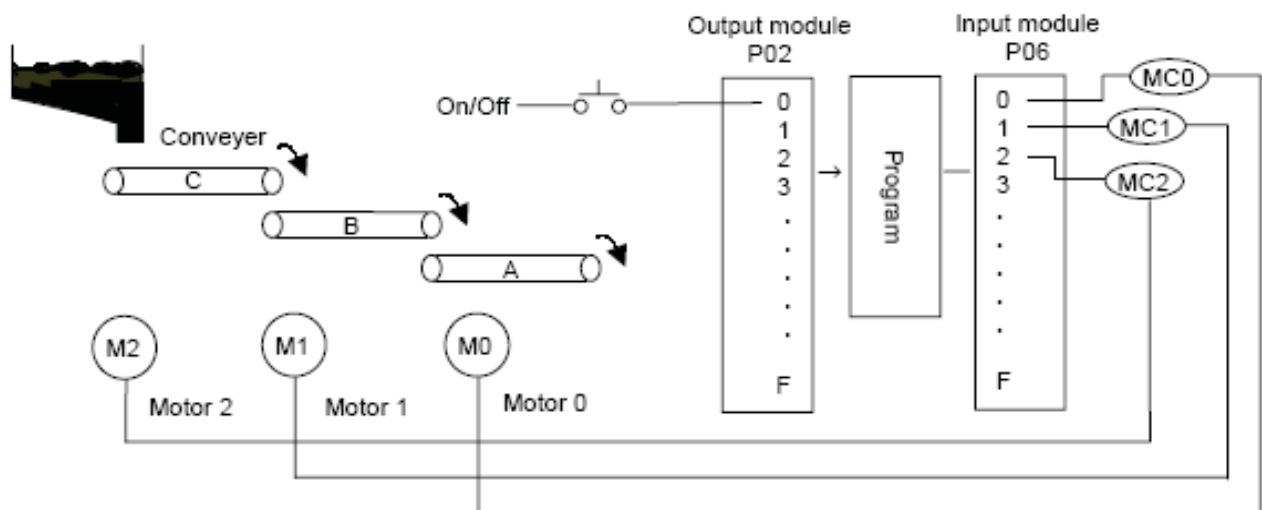 Output module
P02
Input module
P06
On/Off
Conveyer
C
B
A
0
1
2
3
F
Program
0
1
2
3
F
MC0
MC1
MC2
M2
M1
M0
Motor 2
Motor 1
Motor 0